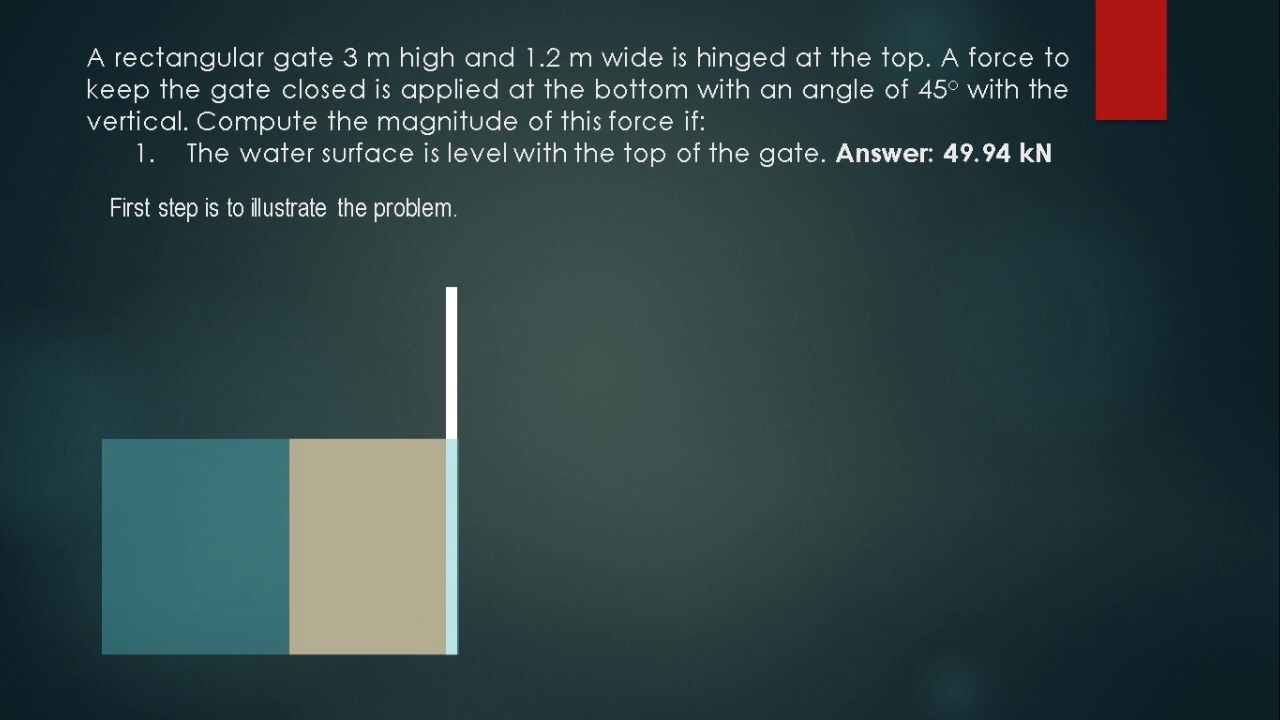 A rectangular gate 3 m high and 1.2 m wide is hinged at the top. A force to
keep the gate closed is applied at the bottom with an angle of 45° with the
vertical. Compute the magnitude of this force if:
1. The water surface is level with the top of the gate. Answer: 49.94 kN
First step is to illustrate the problem.